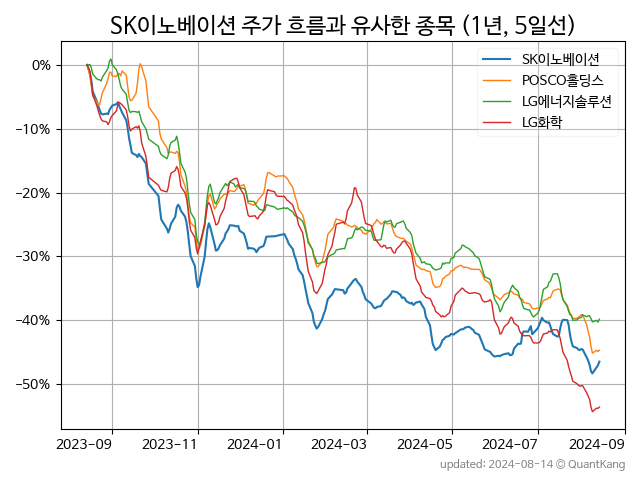 SK이노베이션 주가 흐름과 유사한 종목 (1년, 5일선)
SK이노베이션
POSCO홀딩스
LG에너지솔루션
LG화학
0%
−10%
−20%
−30%
−40%
−50%
2023-09 2023-11 2024-01 2024-03 2024-05 2024-07 2024-09
updated: 2024-08-14 © QuantKang